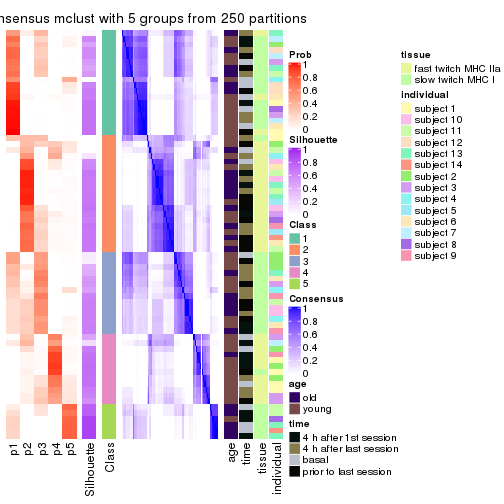 nsensus mclust with 5 groups from 250 partitions
Prob
1
0.8
0.6
0.4
0.2
0
Silhouette
1
0.8
0.6
0.4
0.2
0
Class
1
2
3
4
5
Consensus
1
0.8
0.6
0.4
0.2
0
age
old
young
time
4 h after 1st session
4 h after last session
basal
prior to last session
tissue
fast twitch MHC IIa
slow twitch MHC I
individual
subject 1
subject 10
subject 11
subject 12
subject 13
subject 14
subject 2
subject 3
subject 4
subject 5
subject 6
subject 7
subject 8
subject 9
p1
p2
p3
p4
p5
Silhouette
Class
age
time
tissue
individual